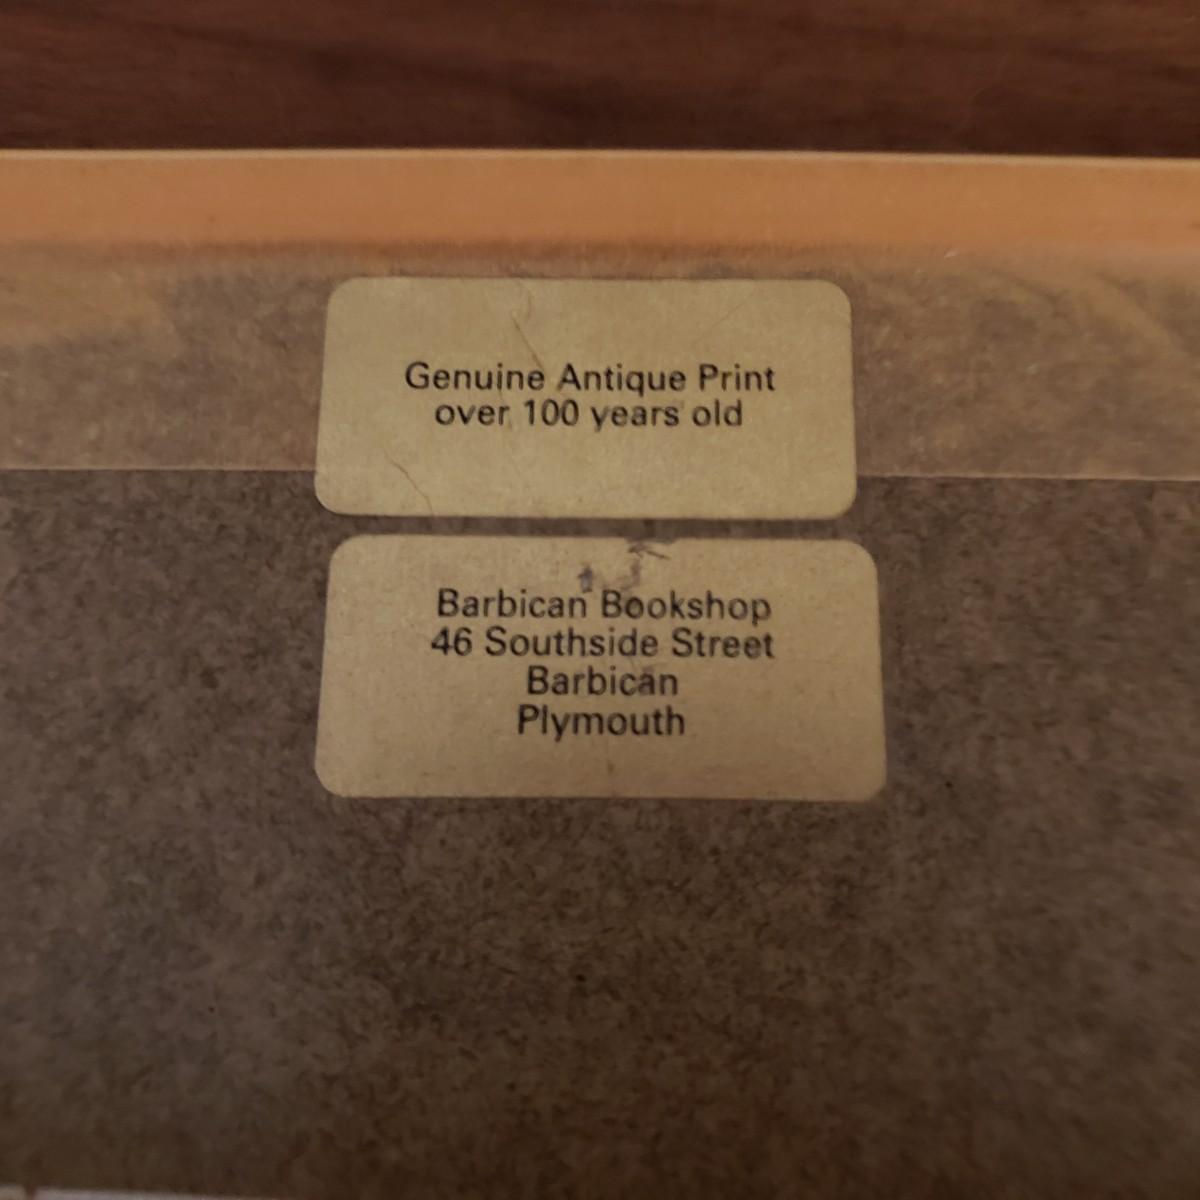 Genuine Antique Print
over 100 years old
Barbican Bookshop
46 Southside Street
Barbican
Plymouth